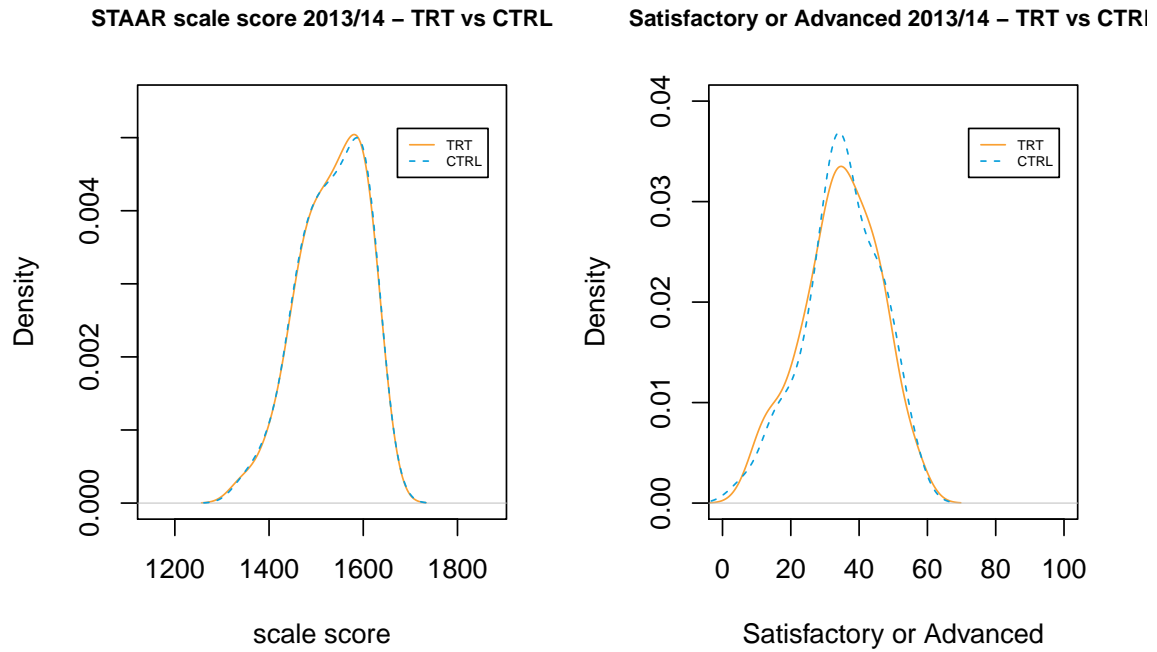 STAAR scale score 2013/14 – TRT vs CTRL
Density
0.000
0.002
0.004
TRT
CTRL
1200
1400
1600
1800
scale score
Satisfactory or Advanced 2013/14 – TRT vs CTRL
Density
0.00
0.01
0.02
0.03
0.04
TRT
CTRL
0
20
40
60
80
100
Satisfactory or Advanced